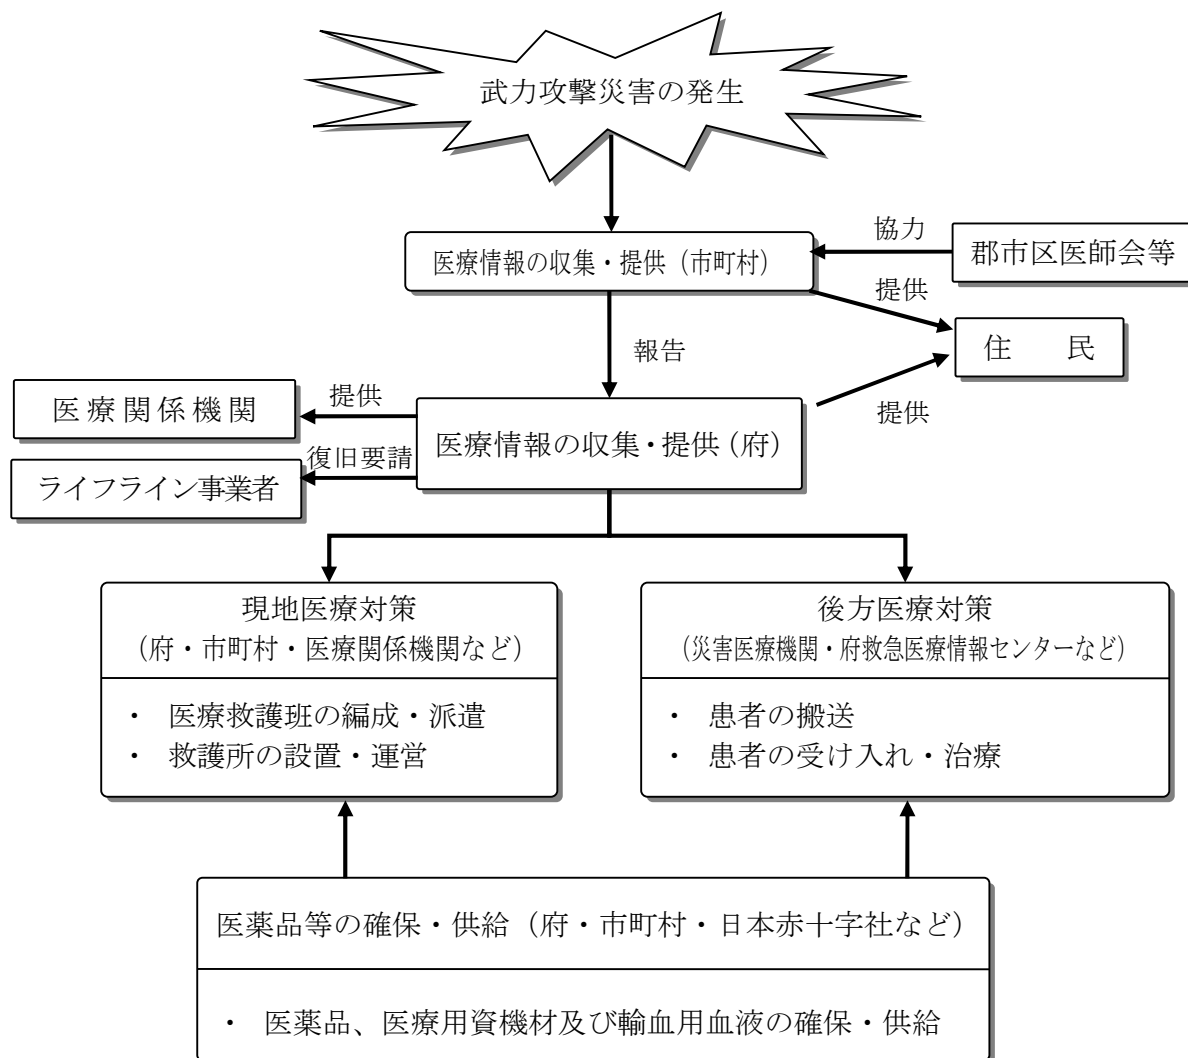 武力攻撃災害の発生
協力
郡市区医師会等
医療情報の収集・提供（市町村）
提供
住　民
報告
提供
医療関係機関
提供
医療情報の収集・提供（府）
復旧要請
ライフライン事業者
現地医療対策
（府・市町村・医療関係機関など）
・ 医療救護班の編成・派遣
・ 救護所の設置・運営
後方医療対策
（災害医療機関・府救急医療情報センターなど）
・ 患者の搬送
・ 患者の受け入れ・治療
医薬品等の確保・供給（府・市町村・日本赤十字社など）
・ 医薬品、医療用資機材及び輸血用血液の確保・供給